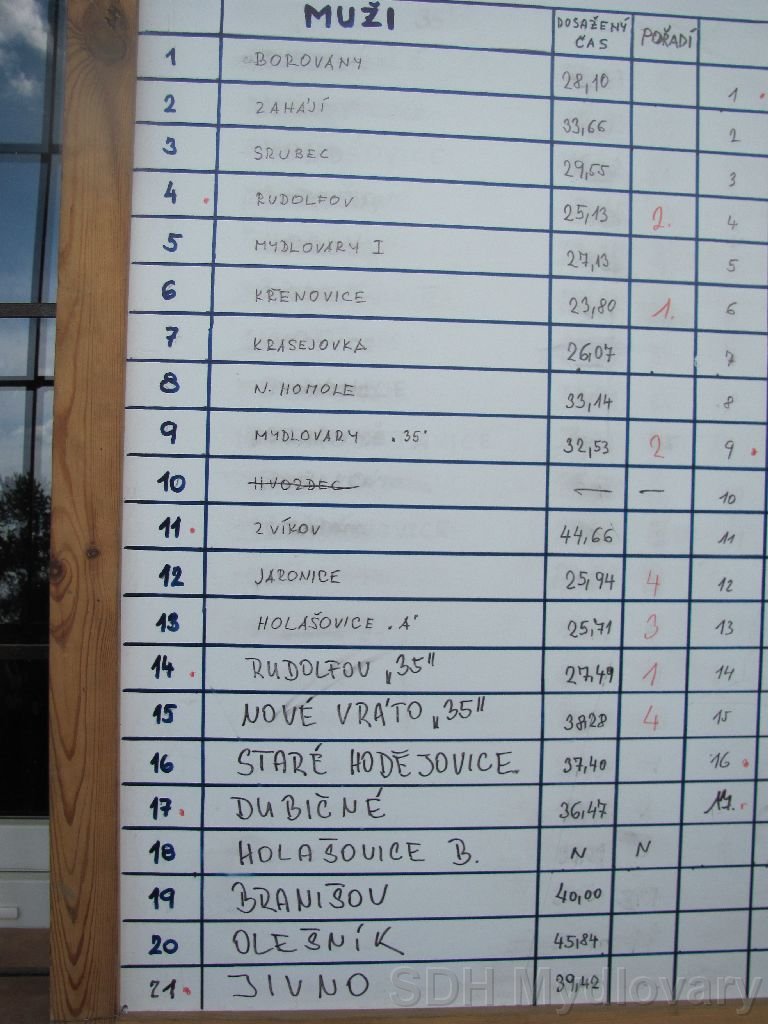 MUŽI DOSAŽENÝ ČAS POŘADÍ
1 BOROVANY 28,10 1
2 ZAHÁJÍ 33,66 2
3 SRUBEC 29,55 3
4 RUDOLFOV 25,13 2. 4
5 MYDLOVARY I 27,13 5
6 KŘENOVICE 23,80 1. 6
7 KRASEJOVKA 26,07 7
8 N. HOMOLE 33,14 8
9 MYDLOVARY "35" 32,53 2 9
10 HVOZDEC — — 10
11 ZVÍKOV 44,66 11
12 JARONICE 25,94 4 12
13 HOLAŠOVICE "A" 25,71 3 13
14 RUDOLFOV „35" 27,49 1 14
15 NOVÉ VRÁTO „35" 38,28 4 15
16 STARÉ HODĚJOVICE 37,40 16
17 DUBIČNÉ 36,47 17.
18 HOLAŠOVICE B. N N
19 BRANIŠOV 40,00
20 OLEŠNÍK 45,84
21 JIVNO 39,42
SDH Mydlovary